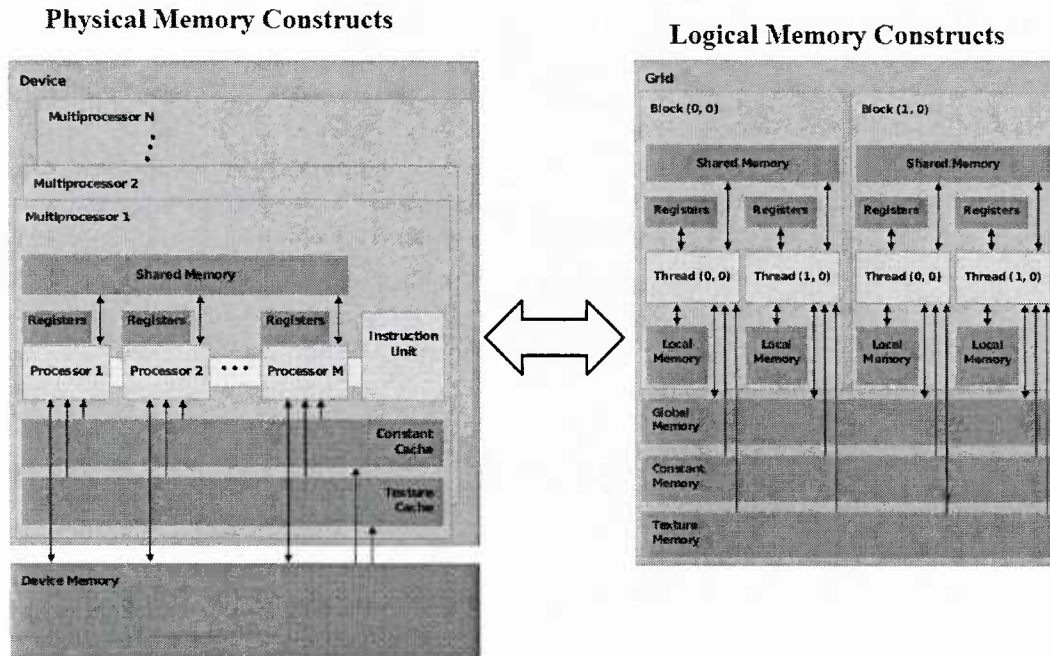 Physical Memory Constructs
Logical Memory Constructs
Device
Multiprocessor N
Multiprocessor 2
Multiprocessor 1
Shared Memory
Registers
Registers
Registers
Processor 1
Processor 2
Processor M
Instruction
Unit
Constant
Cache
Texture
Cache
Device Memory
Grid
Block (0, 0)
Block (1, 0)
Shared Memory
Shared Memory
Registers
Registers
Registers
Registers
Thread (0, 0)
Thread (1, 0)
Thread (0, 0)
Thread (1, 0)
Local
Memory
Local
Memory
Local
Memory
Local
Memory
Global
Memory
Constant
Memory
Texture
Memory